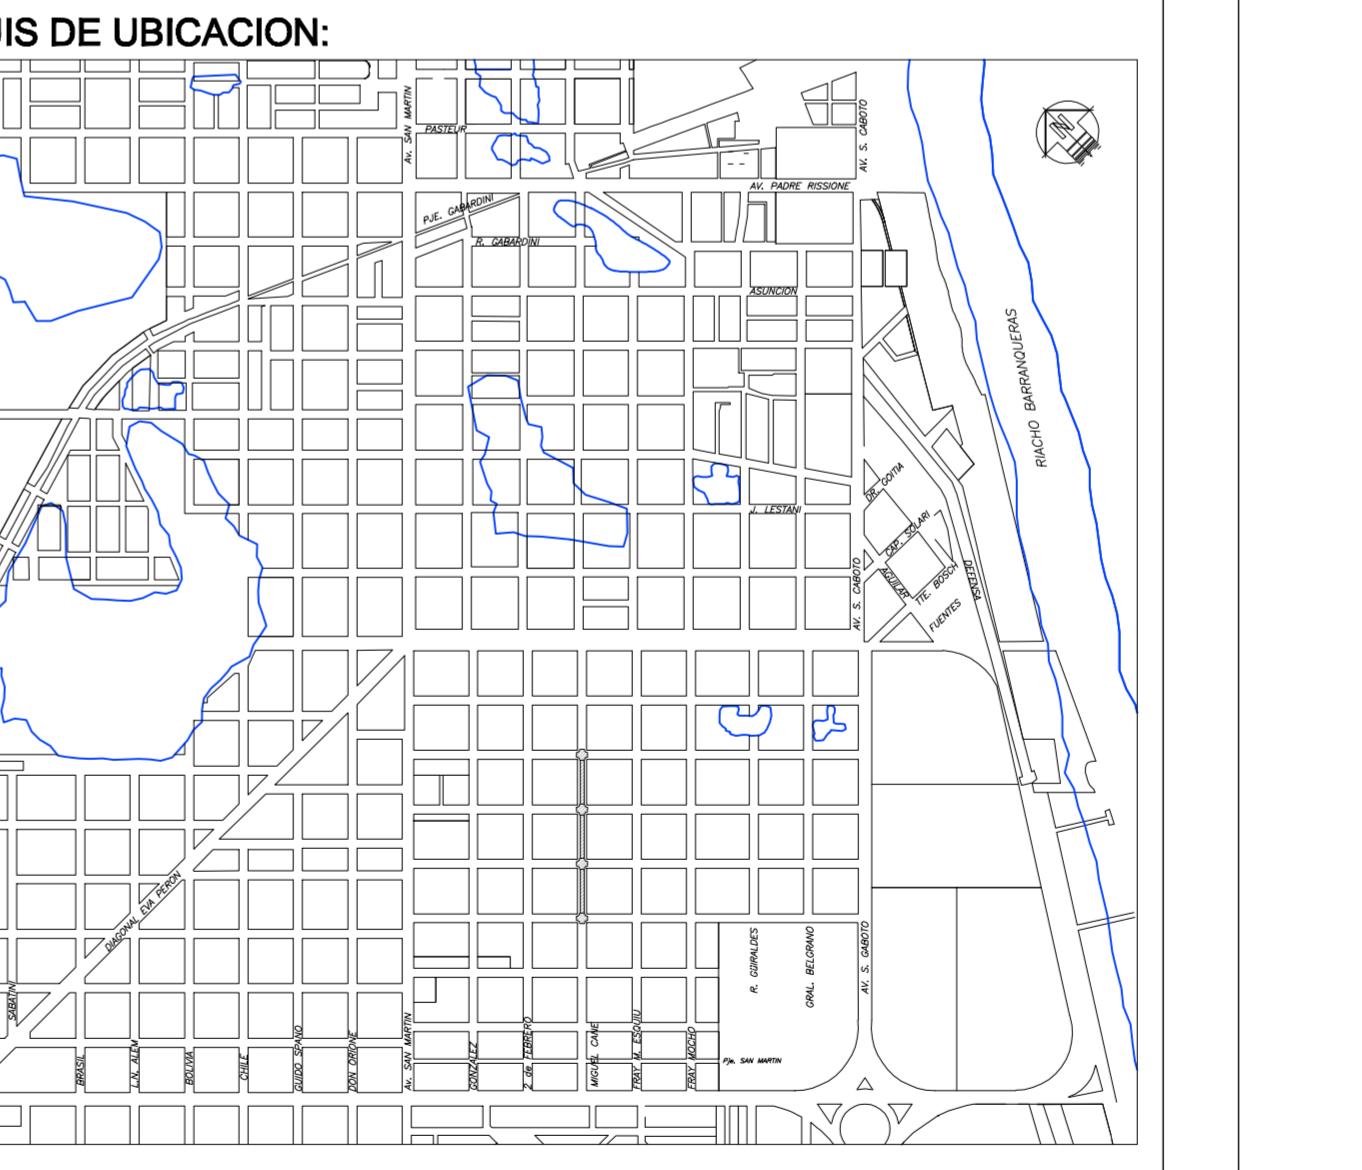 UIS DE UBICACION:
Av. SAN MARTIN
PASTEUR
AV. S. CABOTO
N
AV. PADRE RISSIONE
PJE. GABARDINI
R. GABARDINI
ASUNCION
RIACHO BARRANQUERAS
DR. GOITIA
J. LESTANI
CAP. SOLARI
AV. S. CABOTO
AGUILAR
TTE. BOSCH
DEFENSA
FUENTES
DIAGONAL EVA PERON
R. GÜIRALDES
GRAL. BELGRANO
AV. S. GABOTO
SABATINI
BRASIL
L.N. ALEM
BOLIVIA
CHILE
GUIDO SPANO
DON ORIONE
Av. SAN MARTIN
GONZALEZ
2 de FEBRERO
MIGUEL CANE
FRAY M. ESQUIU
FRAY MOCHO
Pje. SAN MARTIN